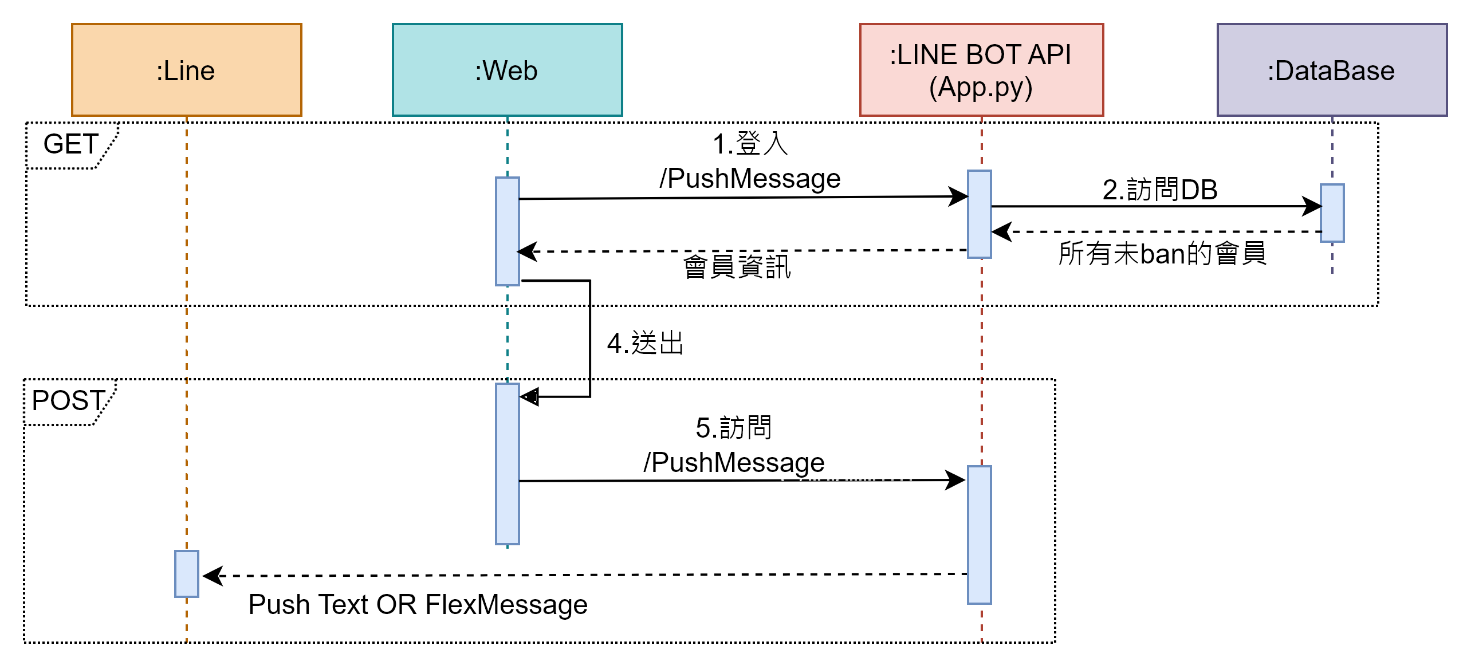 :Line
:Web
:LINE BOT API
(App.py)
:DataBase
GET
1.登入
/PushMessage
2.訪問DB
所有未ban的會員
會員資訊
4.送出
POST
5.訪問
/PushMessage
Push Text OR FlexMessage